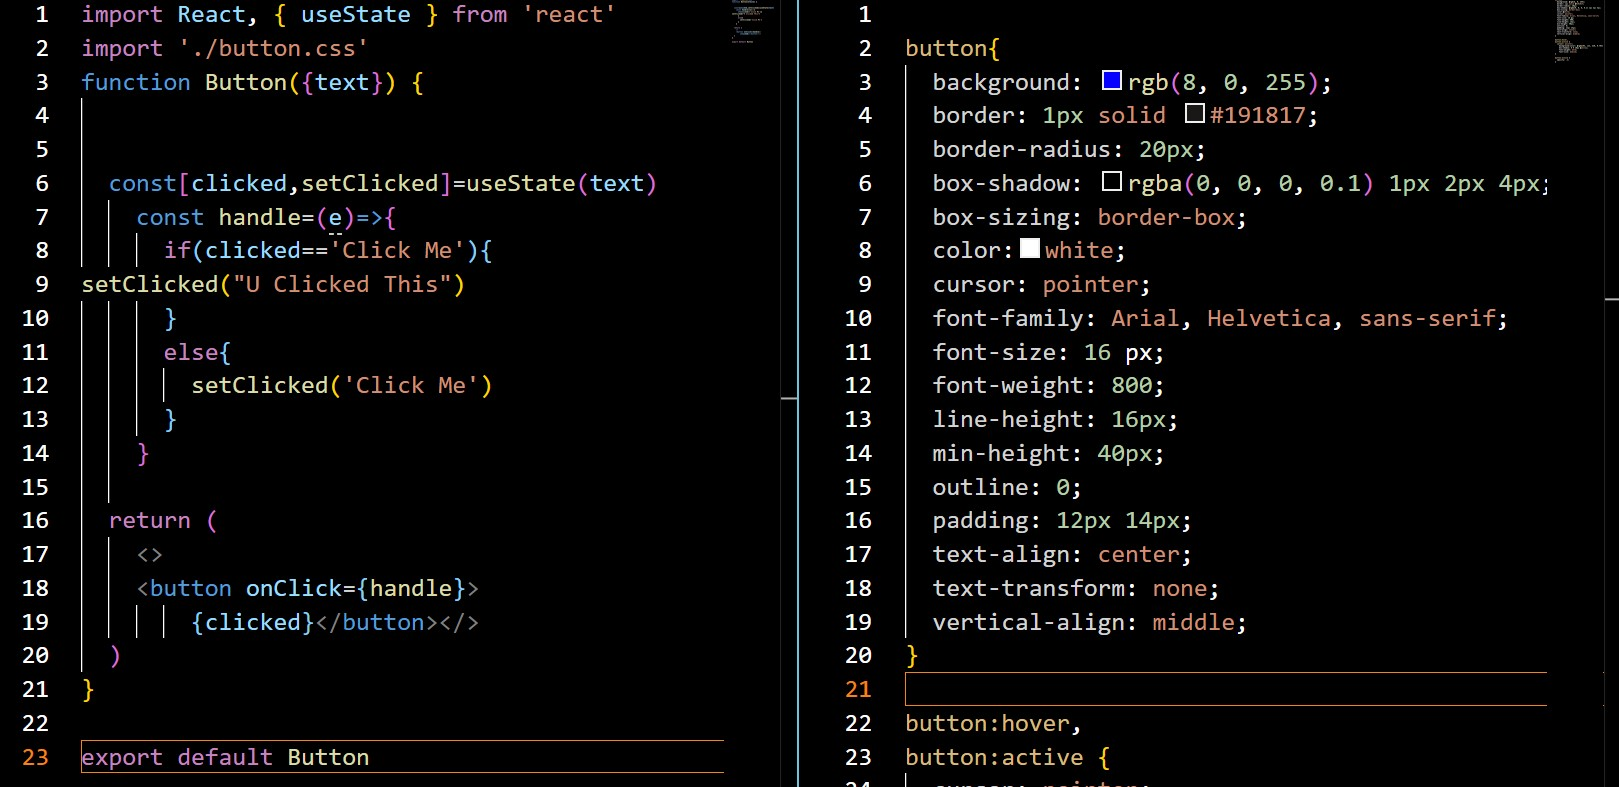 1 import React, { useState } from 'react'
2 import './button.css'
3 function Button({text}) {
4
5
6 const[clicked,setClicked]=useState(text)
7 const handle=(e)=>{
8 if(clicked=='Click Me'){
9 setClicked("U Clicked This")
10 }
11 else{
12 setClicked('Click Me')
13 }
14 }
15
16 return (
17 <>
18 <button onClick={handle}>
19 {clicked}</button></>
20 )
21 }
22
23 export default Button
1
2 button{
3 background: rgb(8, 0, 255);
4 border: 1px solid #191817;
5 border-radius: 20px;
6 box-shadow: rgba(0, 0, 0, 0.1) 1px 2px 4px;
7 box-sizing: border-box;
8 color: white;
9 cursor: pointer;
10 font-family: Arial, Helvetica, sans-serif;
11 font-size: 16 px;
12 font-weight: 800;
13 line-height: 16px;
14 min-height: 40px;
15 outline: 0;
16 padding: 12px 14px;
17 text-align: center;
18 text-transform: none;
19 vertical-align: middle;
20 }
21
22 button:hover,
23 button:active {